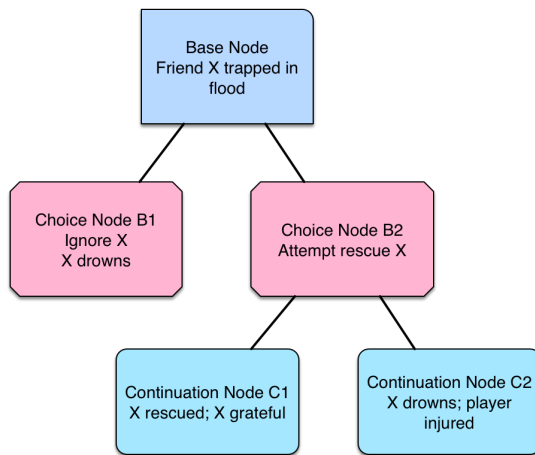 Base Node
Friend X trapped in
flood
Choice Node B1
Ignore X
X drowns
Choice Node B2
Attempt rescue X
Continuation Node C1
X rescued; X grateful
Continuation Node C2
X drowns; player
injured